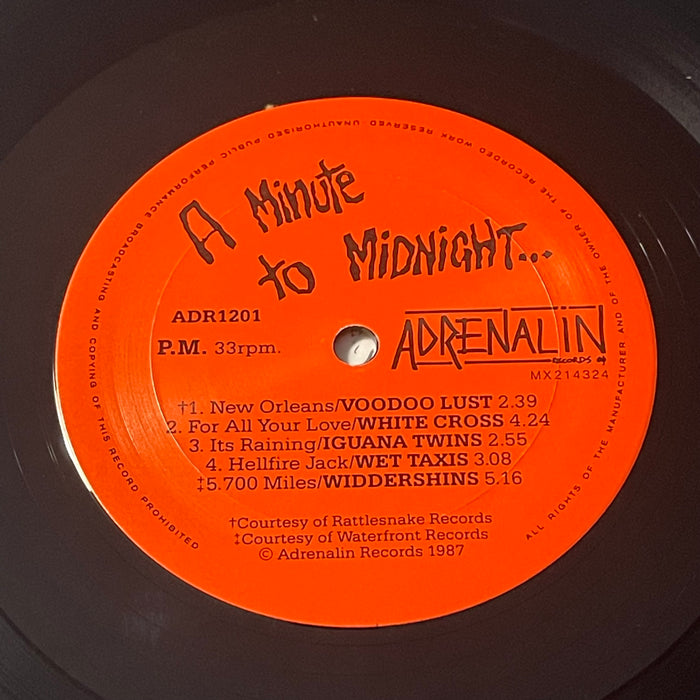 A Minute
to MiDNiGHT...
ADR1201
P.M. 33rpm.
ADRENALIN
RECORDS
MX214324
†1. New Orleans/VOODOO LUST 2.39
2. For All Your Love/WHITE CROSS 4.24
3. Its Raining/IGUANA TWINS 2.55
4. Hellfire Jack/WET TAXIS 3.08
‡5.700 Miles/WIDDERSHINS 5.16
†Courtesy of Rattlesnake Records
‡Courtesy of Waterfront Records
© Adrenalin Records 1987
ALL RIGHTS OF THE MANUFACTURER AND OF THE OWNER OF THE RECORDED WORK RESERVED UNAUTHORISED PUBLIC PERFORMANCE BROADCASTING AND COPYING OF THIS RECORD PROHIBITED